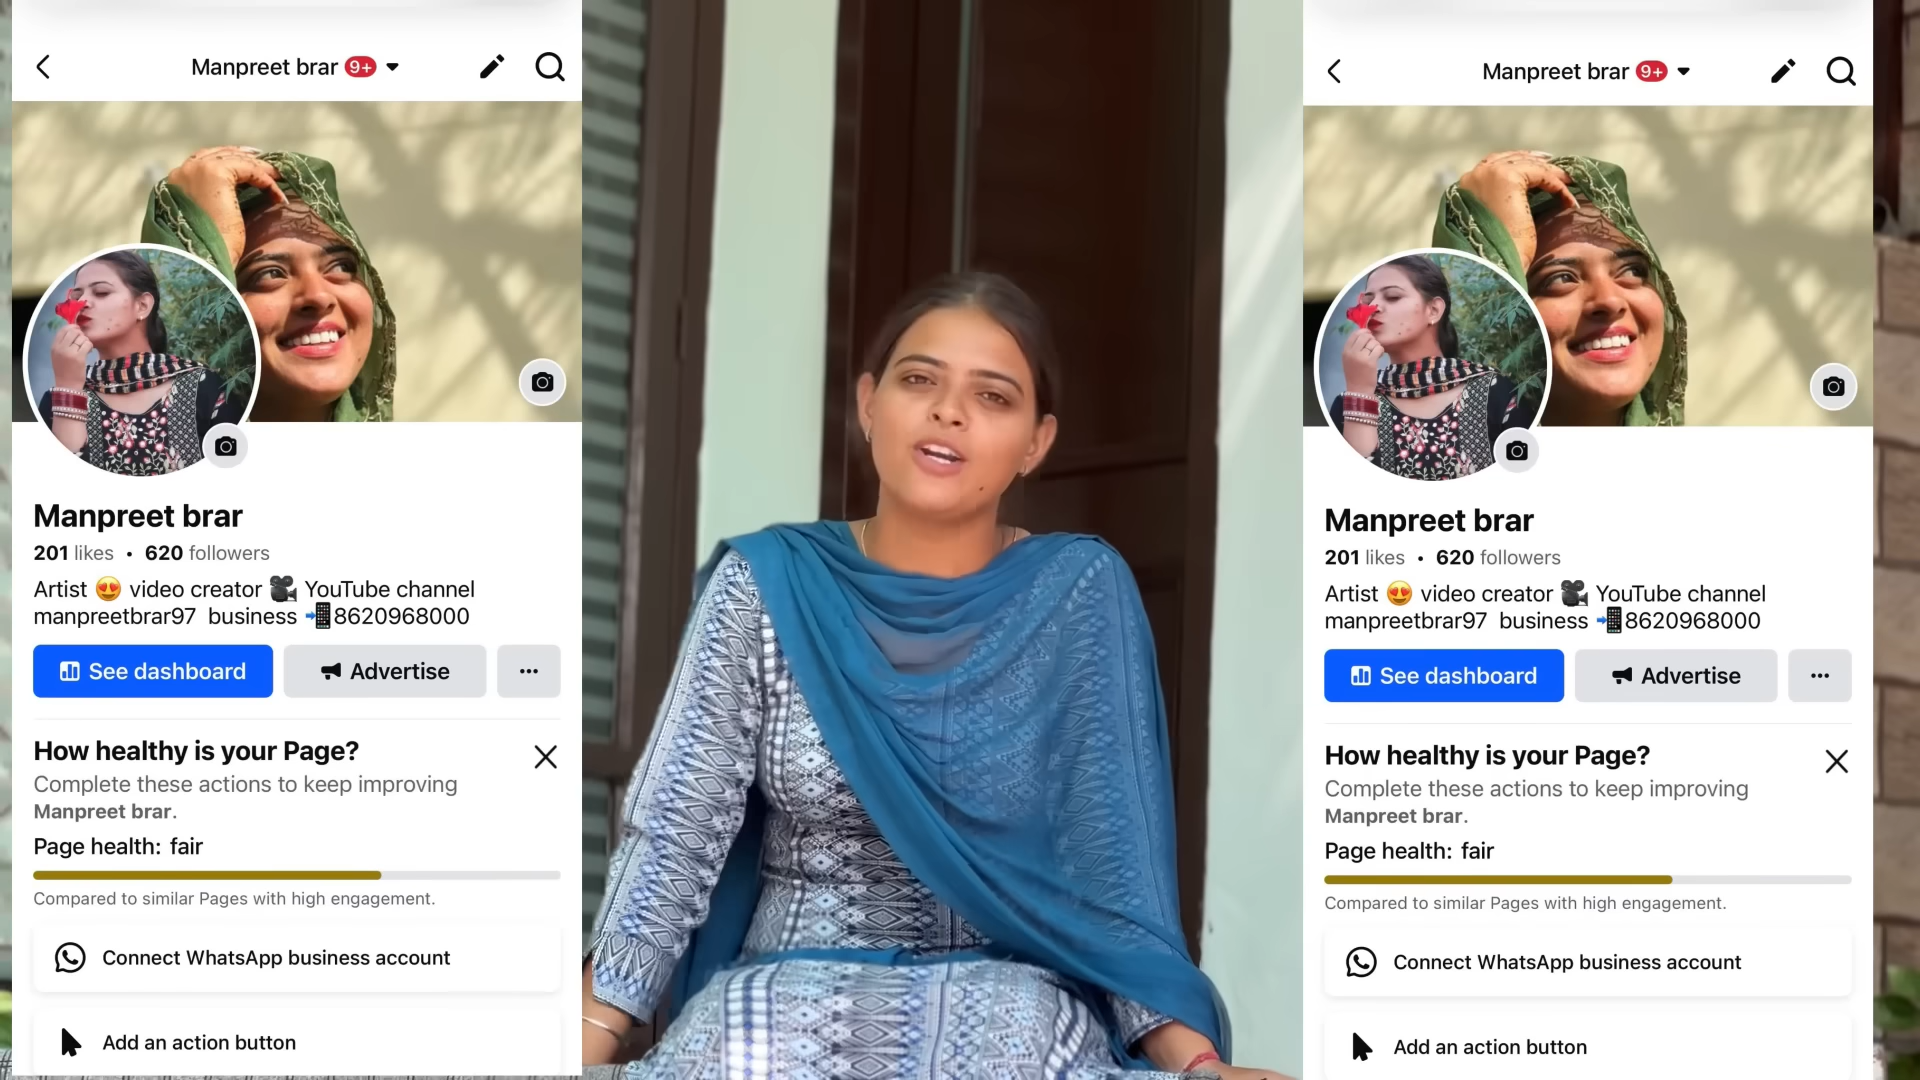 Manpreet brar 9+
Manpreet brar
201 likes • 620 followers
Artist 😍 video creator 🎥 YouTube channel
manpreetbrar97 business 📲8620968000
See dashboard
Advertise
How healthy is your Page?
Complete these actions to keep improving
Manpreet brar.
Page health: fair
Compared to similar Pages with high engagement.
Connect WhatsApp business account
Add an action button
Manpreet brar 9+
Manpreet brar
201 likes • 620 followers
Artist 😍 video creator 🎥 YouTube channel
manpreetbrar97 business 📲8620968000
See dashboard
Advertise
How healthy is your Page?
Complete these actions to keep improving
Manpreet brar.
Page health: fair
Compared to similar Pages with high engagement.
Connect WhatsApp business account
Add an action button